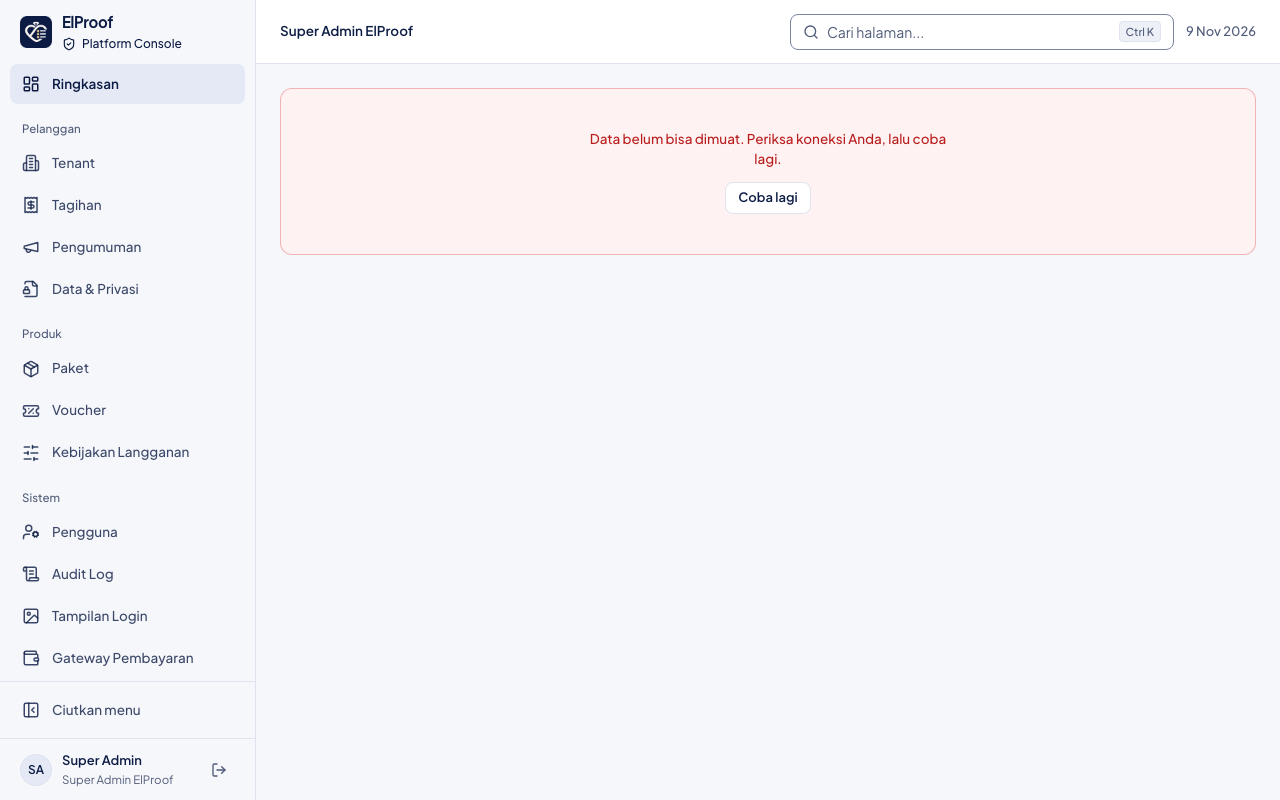 ElProof
Platform Console
Ringkasan
Pelanggan
Tenant
Tagihan
Pengumuman
Data & Privasi
Produk
Paket
Voucher
Kebijakan Langganan
Sistem
Pengguna
Audit Log
Tampilan Login
Gateway Pembayaran
Ciutkan menu
SA
Super Admin
Super Admin ElProof
Super Admin ElProof
Cari halaman...
Ctrl K
9 Nov 2026
Data belum bisa dimuat. Periksa koneksi Anda, lalu coba
lagi.
Coba lagi